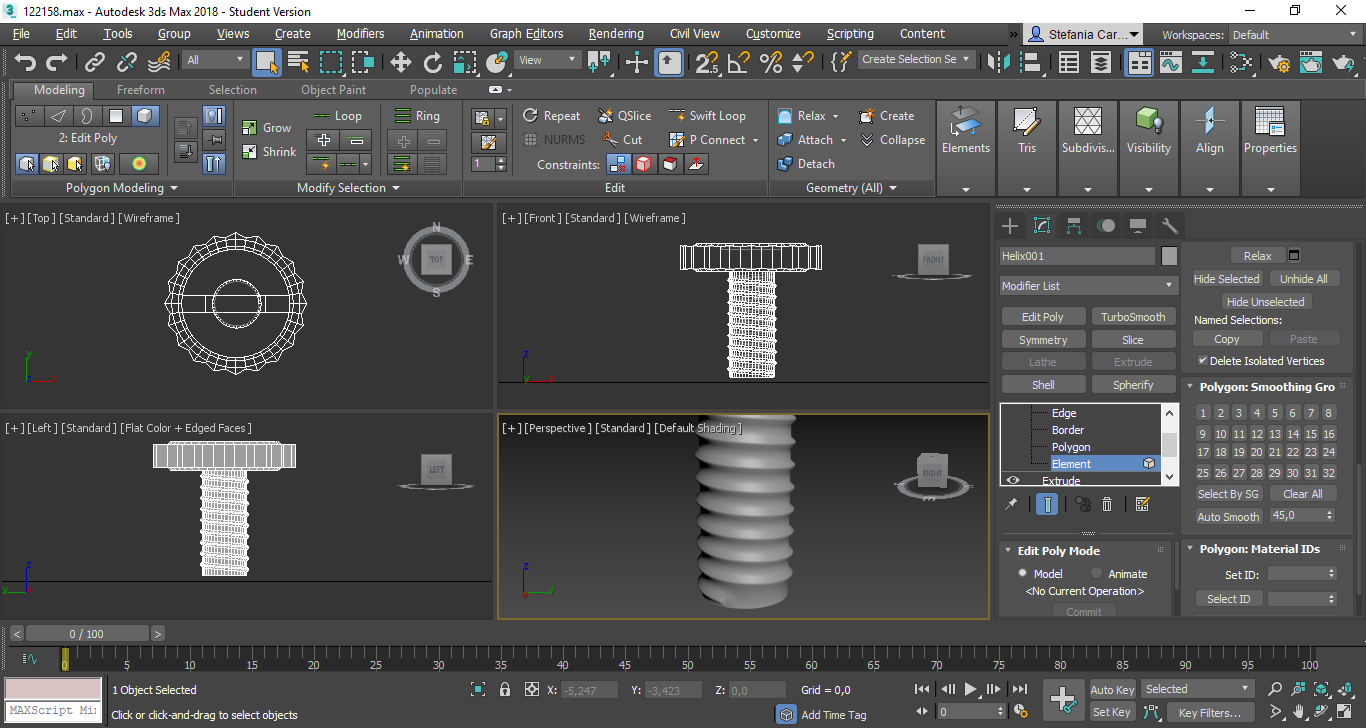 122158.max - Autodesk 3ds Max 2018 - Student Version
File Edit Tools Group Views Create Modifiers Animation Graph Editors Rendering Civil View Customize Scripting Content » Stefania Car... Workspaces: Default
All View Create Selection Se
Modeling Freeform Selection Object Paint Populate
Loop Ring Repeat QSlice Swift Loop Relax Create
2: Edit Poly Grow NURMS Cut P Connect Attach Collapse Elements Tris Subdivis... Visibility Align Properties
Shrink 1 Constraints: Detach
Polygon Modeling Modify Selection Edit Geometry (All)
[+] [Top] [Standard] [Wireframe]
N
W TOP E
S
y
z x
[+] [Front] [Standard] [Wireframe]
FRONT
z
y x
[+] [Left] [Standard] [Flat Color + Edged Faces]
LEFT
z
y
[+] [Perspective] [Standard] [Default Shading]
RIGHT
z
y
Helix001
Modifier List
Edit Poly TurboSmooth
Symmetry Slice
Lathe Extrude
Shell Spherify
Edge
Border
Polygon
Element
Extrude
Edit Poly Mode
Model Animate
<No Current Operation>
Commit
Relax
Hide Selected Unhide All
Hide Unselected
Named Selections:
Copy Paste
Delete Isolated Vertices
Polygon: Smoothing Gro
1 2 3 4 5 6 7 8
9 10 11 12 13 14 15 16
17 18 19 20 21 22 23 24
25 26 27 28 29 30 31 32
Select By SG Clear All
Auto Smooth 45,0
Polygon: Material IDs
Set ID:
Select ID
< 0 / 100 >
0 5 10 15 20 25 30 35 40 45 50 55 60 65 70 75 80 85 90 95 100
1 Object Selected X: -5,247 Y: -3,423 Z: 0,0 Grid = 0,0 Auto Key Selected
MAXScript Mi Click or click-and-drag to select objects Add Time Tag 0 Set Key Key Filters...